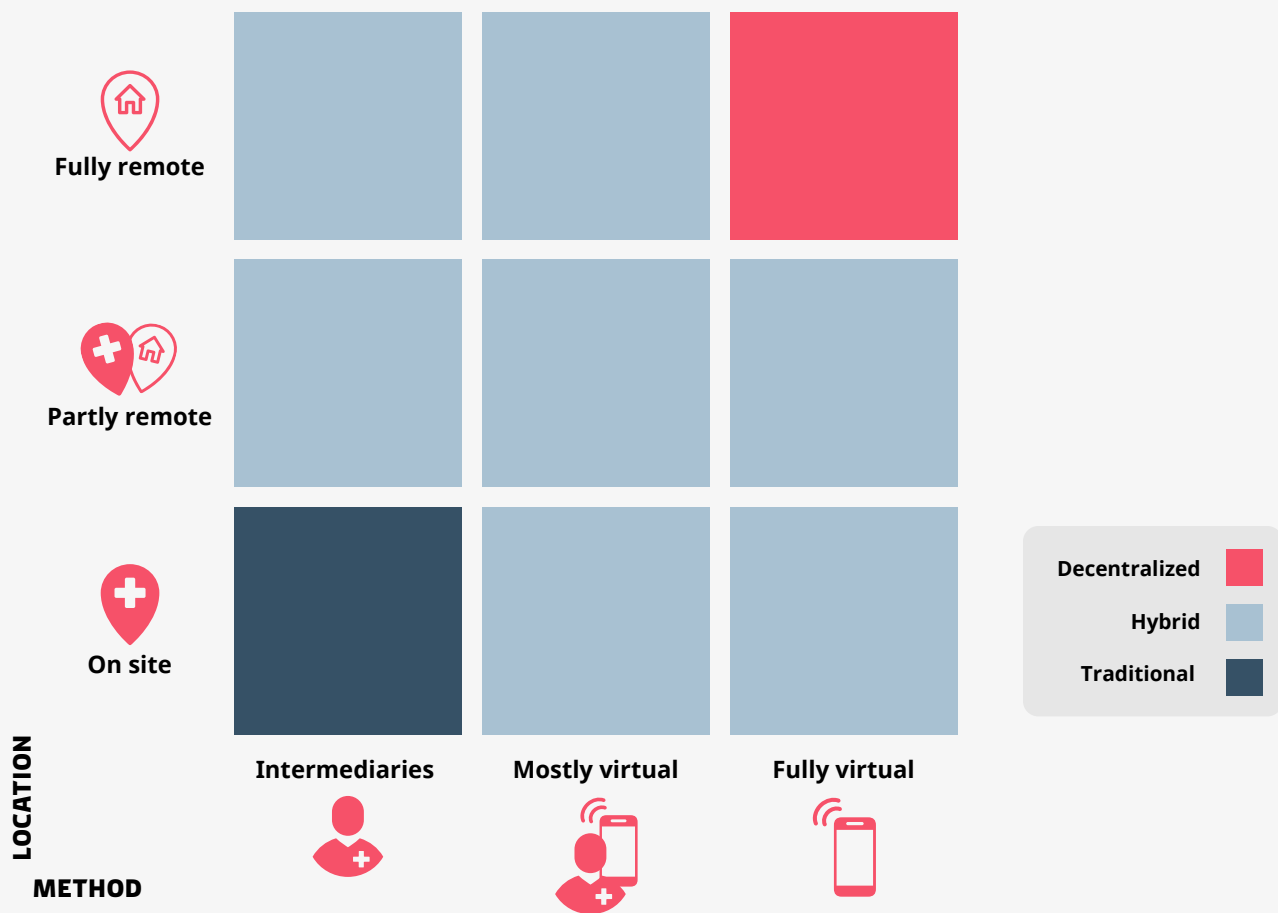 Fully remote
Partly remote
On site
Decentralized
Hybrid
Traditional
Intermediaries
Mostly virtual
Fully virtual
LOCATION
METHOD